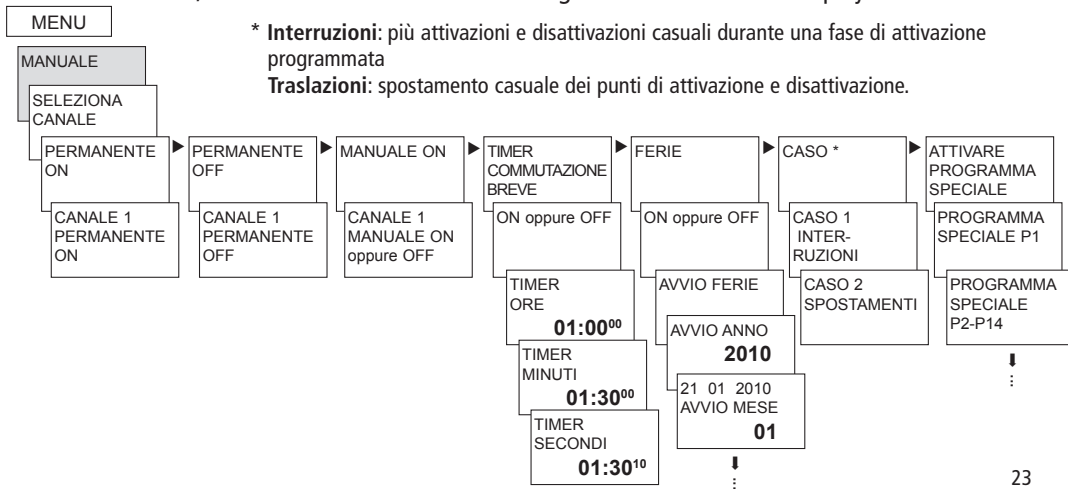 MENU
* Interruzioni: più attivazioni e disattivazioni casuali durante una fase di attivazione
programmata
Traslazioni: spostamento casuale dei punti di attivazione e disattivazione.
MANUALE
SELEZIONA
CANALE
PERMANENTE
ON
CANALE 1
PERMANENTE
ON
PERMANENTE
OFF
CANALE 1
PERMANENTE
OFF
MANUALE ON
CANALE 1
MANUALE ON
oppure OFF
TIMER
COMMUTAZIONE
BREVE
ON oppure OFF
TIMER
ORE
01:00⁰⁰
TIMER
MINUTI
01:30⁰⁰
TIMER
SECONDI
01:30¹⁰
FERIE
ON oppure OFF
AVVIO FERIE
AVVIO ANNO
2010
21 01 2010
AVVIO MESE
01
CASO *
CASO 1
INTER-
RUZIONI
CASO 2
SPOSTAMENTI
ATTIVARE
PROGRAMMA
SPECIALE
PROGRAMMA
SPECIALE P1
PROGRAMMA
SPECIALE
P2-P14
23